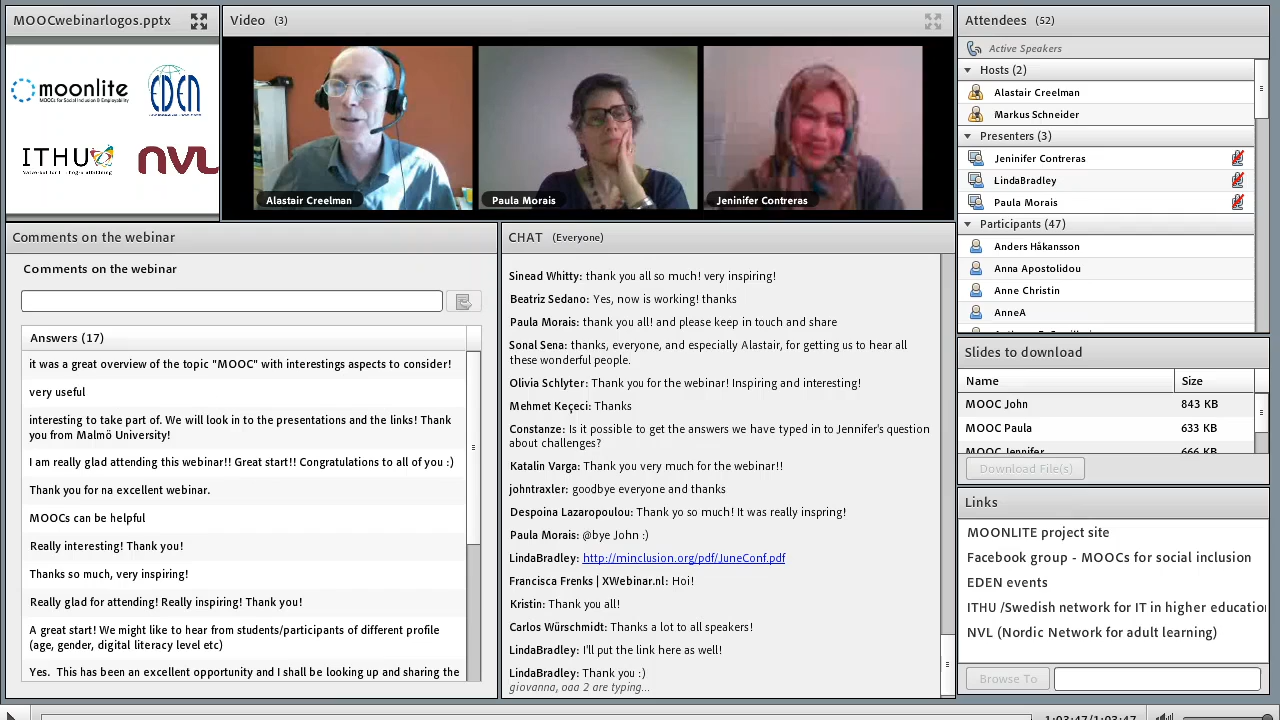 MOOCwebinarlogos.pptx
moonlite
MOOCs for Social Inclusion & Employability
EDEN
ITHU
NVL
Video (3)
Alastair Creelman
Paula Morais
Jeninifer Contreras
Attendees (52)
Active Speakers
Hosts (2)
Alastair Creelman
Markus Schneider
Presenters (3)
Jeninifer Contreras
LindaBradley
Paula Morais
Participants (47)
Anders Håkansson
Anna Apostolidou
Anne Christin
AnneA
Comments on the webinar
Comments on the webinar
Answers (17)
it was a great overview of the topic "MOOC" with interestings aspects to consider!
very useful
interesting to take part of. We will look in to the presentations and the links! Thank
you from Malmö University!
I am really glad attending this webinar!! Great start!! Congratulations to all of you :)
Thank you for na excellent webinar.
MOOCs can be helpful
Really interesting! Thank you!
Thanks so much, very inspiring!
Really glad for attending! Really inspiring! Thank you!
A great start! We might like to hear from students/participants of different profile
(age, gender, digital literacy level etc)
Yes. This has been an excellent opportunity and I shall be looking up and sharing the
CHAT (Everyone)
Sinead Whitty: thank you all so much! very inspiring!
Beatriz Sedano: Yes, now is working! thanks
Paula Morais: thank you all! and please keep in touch and share
Sonal Sena: thanks, everyone, and especially Alastair, for getting us to hear all
these wonderful people.
Olivia Schlyter: Thank you for the webinar! Inspiring and interesting!
Mehmet Keçeci: Thanks
Constanze: Is it possible to get the answers we have typed in to Jennifer's question
about challenges?
Katalin Varga: Thank you very much for the webinar!!
johntraxler: goodbye everyone and thanks
Despoina Lazaropoulou: Thank yo so much! It was really inspring!
Paula Morais: @bye John :)
LindaBradley: http://minclusion.org/pdf/JuneConf.pdf
Francisca Frenks | XWebinar.nl: Hoi!
Kristin: Thank you all!
Carlos Würschmidt: Thanks a lot to all speakers!
LindaBradley: I'll put the link here as well!
LindaBradley: Thank you :)
giovanna, oaa 2 are typing...
Slides to download
Name Size
MOOC John 843 KB
MOOC Paula 633 KB
MOOC Jennifer 666 KB
Download File(s)
Links
MOONLITE project site
Facebook group - MOOCs for social inclusion
EDEN events
ITHU /Swedish network for IT in higher education
NVL (Nordic Network for adult learning)
Browse To
1:03:47/1:03:47